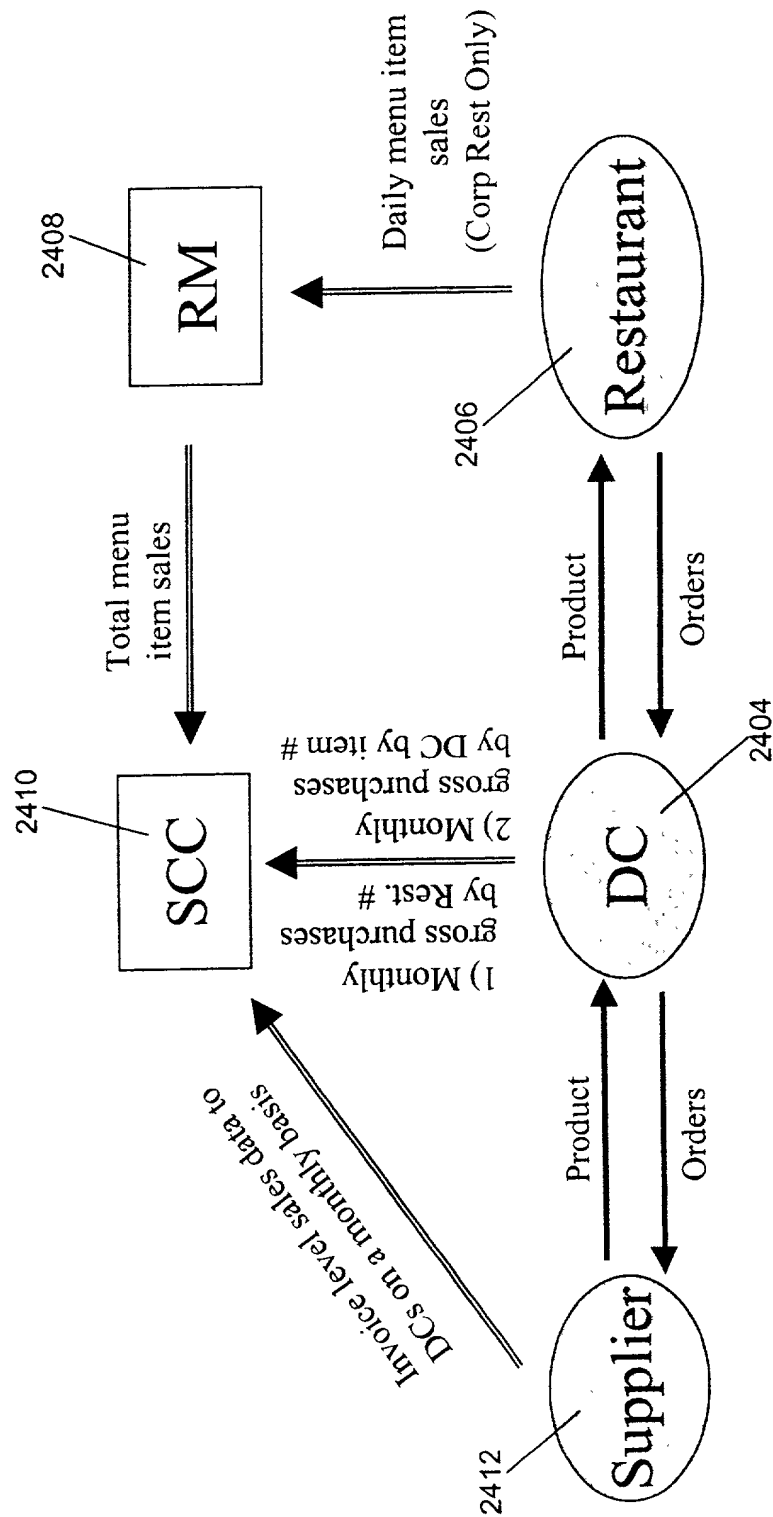 2410
SCC
Total menu
item sales
2408
RM
Invoice level sales data to
DCs on a monthly basis
1) Monthly
gross purchases
by Rest. #
2) Monthly
gross purchases
by DC by item #
Daily menu item
sales
(Corp Rest Only)
2412
Supplier
Product
Orders
DC
2404
Product
Orders
2406
Restaurant